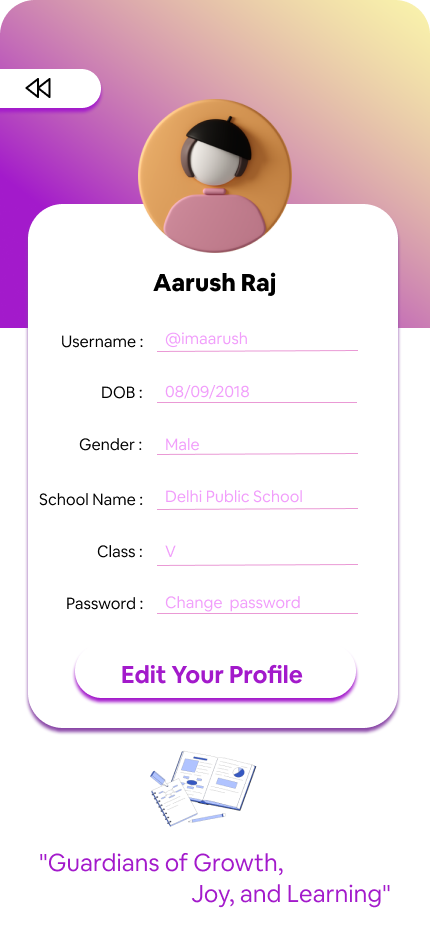 Aarush Raj
Username : @imaarush
DOB : 08/09/2018
Gender : Male
School Name : Delhi Public School
Class : V
Password : Change password
Edit Your Profile
"Guardians of Growth,
Joy, and Learning"